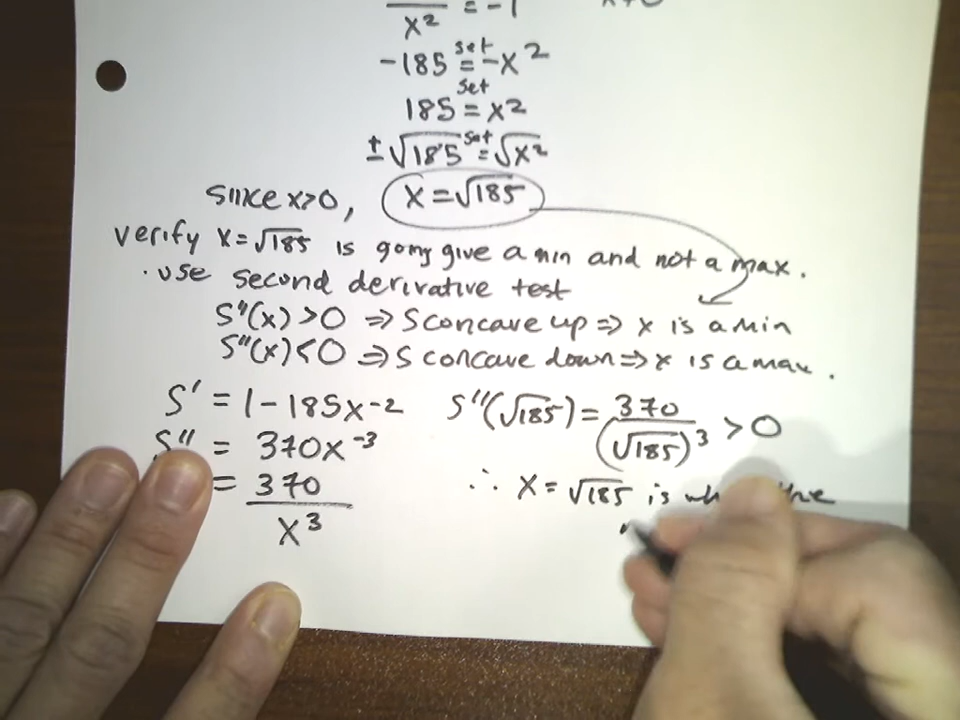 x² = -1
-185 set= -x²
185 set= x²
±√185 set= √x²
since x>0, x=√185
verify x=√185 is gong give a min and not a max.
·use second derivative test
S"(x)>0 ⇒ S concave up ⇒ x is a min
S"(x)<0 ⇒ S concave down ⇒ x is a max.
S' = 1-185x⁻² S"(√185) = 370/(√185)³ > 0
S" = 370x⁻³
= 370/x³ ∴ x=√185 is